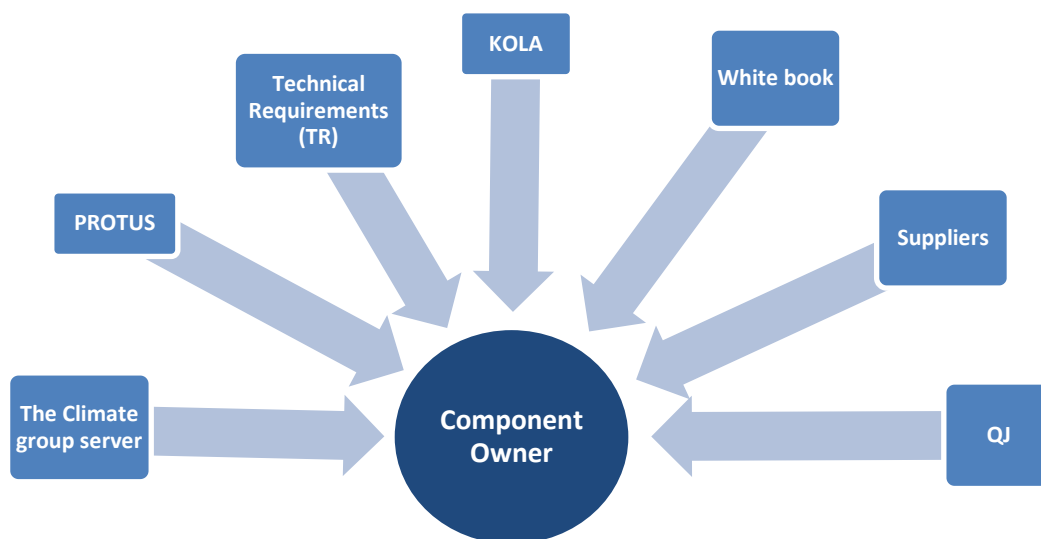 KOLA
White book
Technical
Requirements
(TR)
PROTUS
Suppliers
The Climate
group server
Component
Owner
QJ